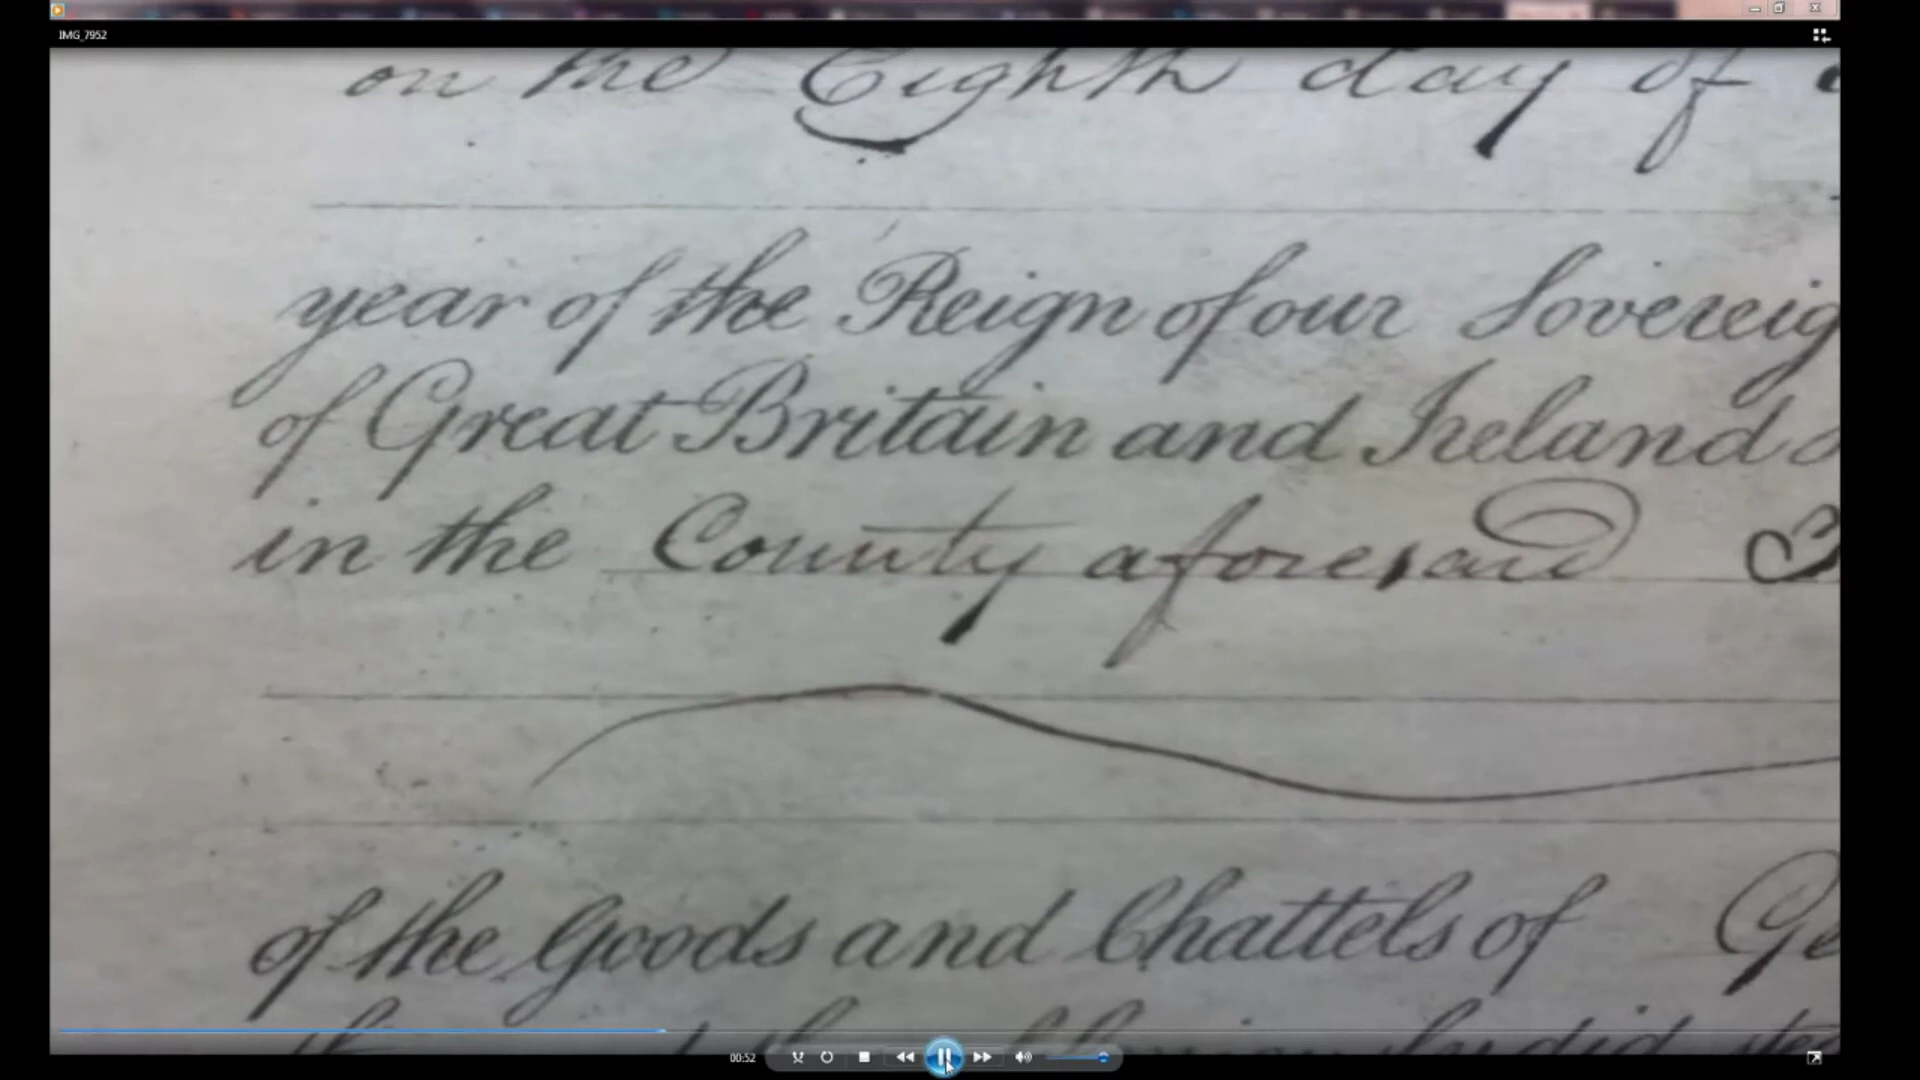 IMG_7952
on the Eighth day of
year of the Reign of our Sovereig
of Great Britain and Ireland
in the County aforesaid
of the Goods and Chattels of Ge
00:52